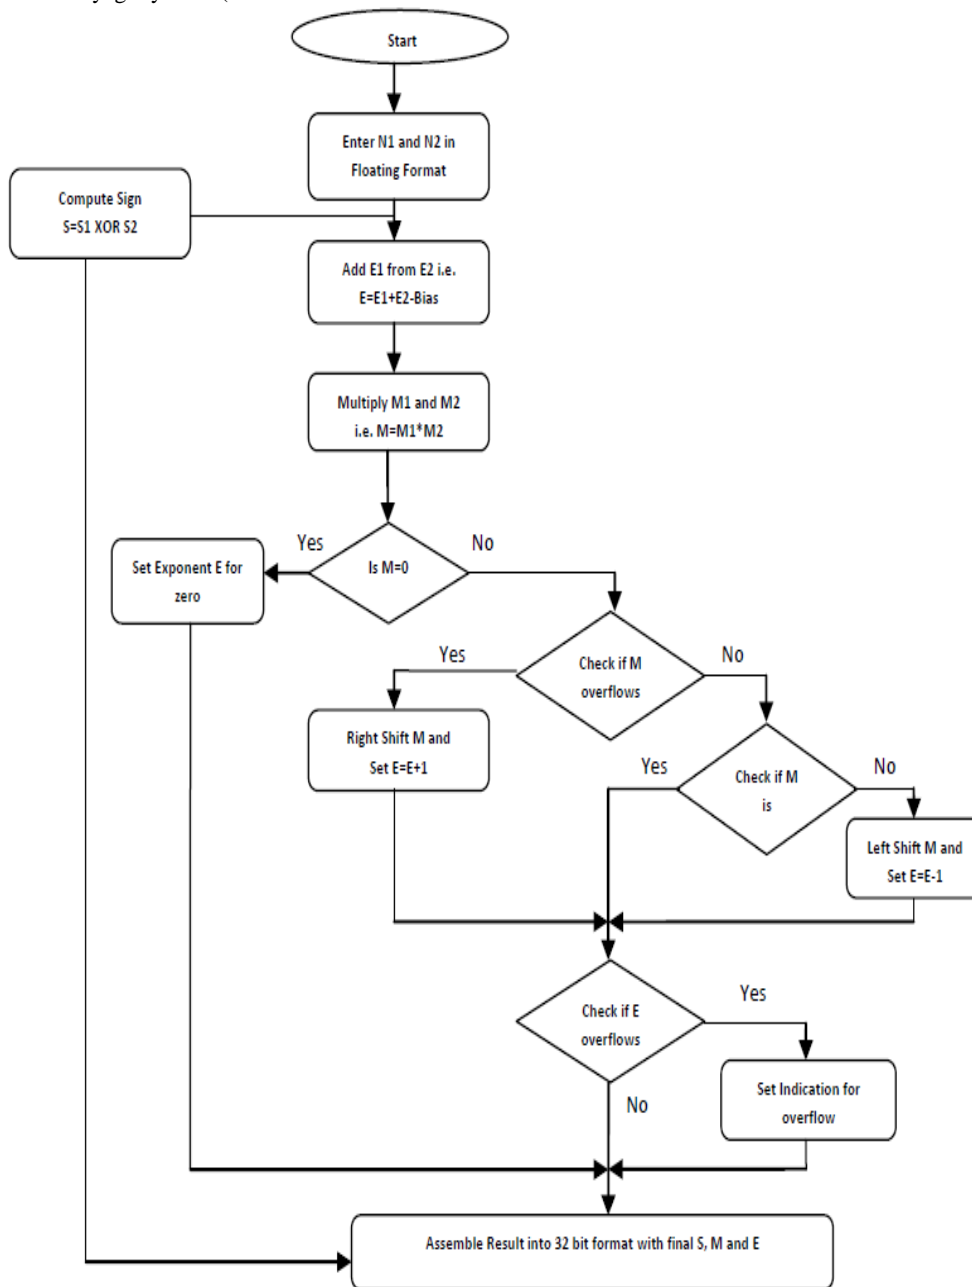 Start
Enter N1 and N2 in
Floating Format
Compute Sign
S=S1 XOR S2
Add E1 from E2 i.e.
E=E1+E2-Bias
Multiply M1 and M2
i.e. M=M1*M2
Yes
Is M=0
No
Set Exponent E for
zero
Yes
Check if M
overflows
No
Right Shift M and
Set E=E+1
Yes
Check if M
is
No
Left Shift M and
Set E=E-1
Check if E
overflows
Yes
No
Set Indication for
overflow
Assemble Result into 32 bit format with final S, M and E